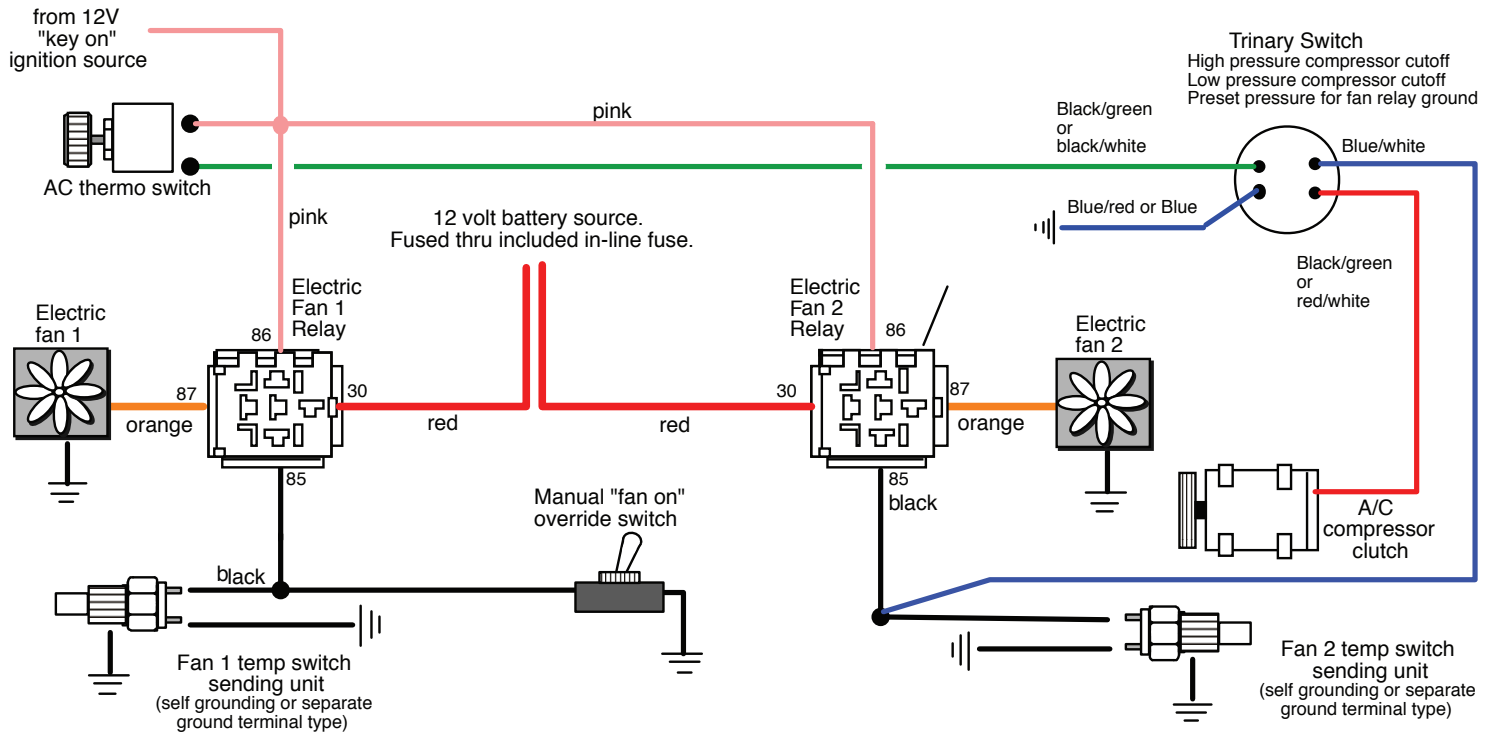 from 12V
"key on"
ignition source
AC thermo switch
pink
pink
Black/green
or
black/white
Trinary Switch
High pressure compressor cutoff
Low pressure compressor cutoff
Preset pressure for fan relay ground
Blue/white
Blue/red or Blue
Black/green
or
red/white
12 volt battery source.
Fused thru included in-line fuse.
Electric
fan 1
87
orange
86
Electric
Fan 1
Relay
30
red
85
Electric
Fan 2
Relay
86
30
red
87
orange
85
black
Electric
fan 2
A/C
compressor
clutch
Manual "fan on"
override switch
black
Fan 1 temp switch
sending unit
(self grounding or separate
ground terminal type)
Fan 2 temp switch
sending unit
(self grounding or separate
ground terminal type)